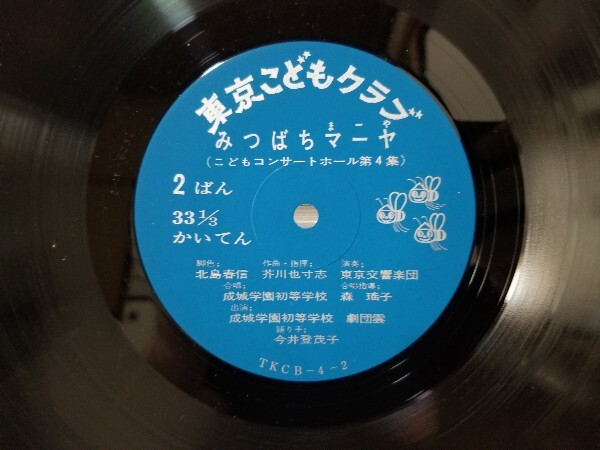 東京こどもクラブ
みつばちマーヤ
まーや
(こどもコンサートホール第4集)
2ばん
33 1/3
かいてん
脚色; 作曲・指揮; 演奏;
北島春信 芥川也寸志 東京交響楽団
合唱; 合唱指導;
成城学園初等学校 森 瑤子
出演;
成城学園初等学校 劇団雲
語り手;
今井登茂子
TKCB-4-2